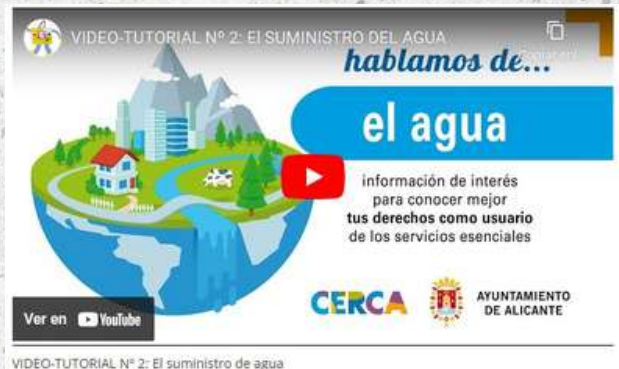 VIDEO-TUTORIAL Nº 2: El SUMINISTRO DEL AGUA
hablamos de...
el agua
información de interés
para conocer mejor
tus derechos como usuario
de los servicios esenciales
CERCA
AYUNTAMIENTO
DE ALICANTE
Ver en YouTube
VIDEO-TUTORIAL Nº 2: El suministro de agua